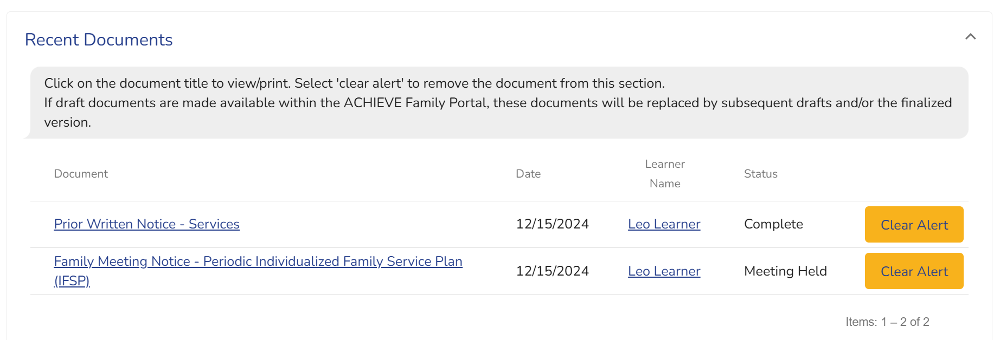 Recent Documents
Click on the document title to view/print. Select 'clear alert' to remove the document from this section.
If draft documents are made available within the ACHIEVE Family Portal, these documents will be replaced by subsequent drafts and/or the finalized
version.
Document Date Learner Name Status
Prior Written Notice - Services 12/15/2024 Leo Learner Complete Clear Alert
Family Meeting Notice - Periodic Individualized Family Service Plan
(IFSP) 12/15/2024 Leo Learner Meeting Held Clear Alert
Items: 1 – 2 of 2